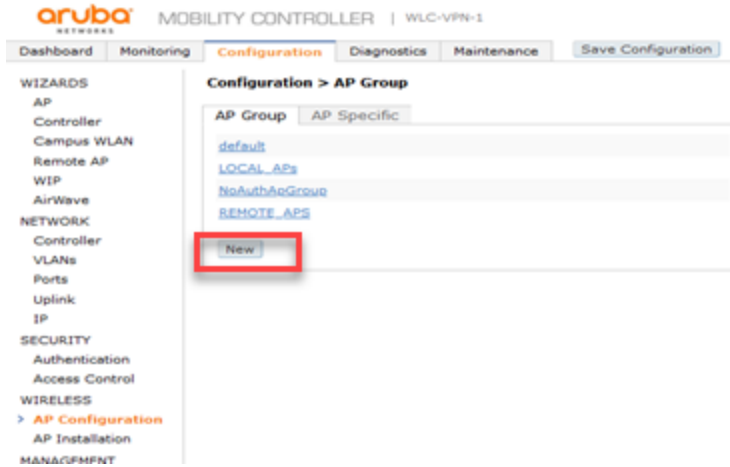 aruba MOBILITY CONTROLLER | WLC-VPN-1
NETWORKS
Dashboard Monitoring Configuration Diagnostics Maintenance Save Configuration
WIZARDS
AP
Controller
Campus WLAN
Remote AP
WIP
AirWave
NETWORK
Controller
VLANs
Ports
Uplink
IP
SECURITY
Authentication
Access Control
WIRELESS
> AP Configuration
AP Installation
MANAGEMENT
Configuration > AP Group
AP Group AP Specific
default
LOCAL_APs
NoAuthApGroup
REMOTE_APS
New